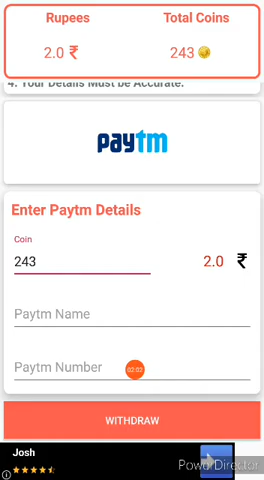 Rupees Total Coins
2.0 ₹ 243
4. Your Details Must be Accurate.
paytm
Enter Paytm Details
Coin
243 2.0 ₹
Paytm Name
Paytm Number 02:02
WITHDRAW
Josh
PowerDirector